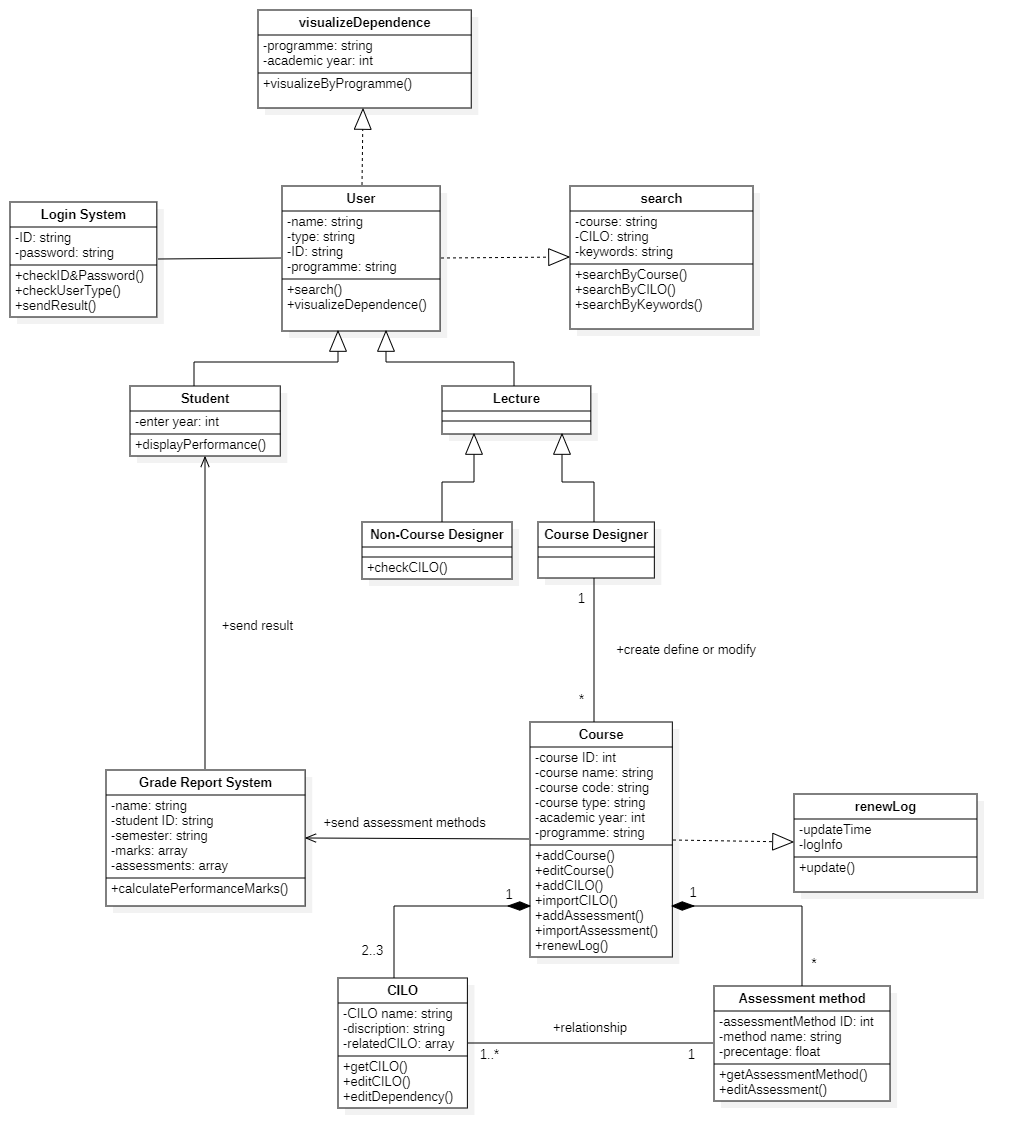 visualizeDependence
-programme: string
-academic year: int
+visualizeByProgramme()
Login System
-ID: string
-password: string
+checkID&Password()
+checkUserType()
+sendResult()
User
-name: string
-type: string
-ID: string
-programme: string
+search()
+visualizeDependence()
search
-course: string
-CILO: string
-keywords: string
+searchByCourse()
+searchByCILO()
+searchByKeywords()
Student
-enter year: int
+displayPerformance()
Lecture
Non-Course Designer
+checkCILO()
Course Designer
1
+create define or modify
*
+send result
Course
-course ID: int
-course name: string
-course code: string
-course type: string
-academic year: int
-programme: string
+addCourse()
+editCourse()
+addCILO()
+importCILO()
+addAssessment()
+importAssessment()
+renewLog()
Grade Report System
-name: string
-student ID: string
-semester: string
-marks: array
-assessments: array
+calculatePerformanceMarks()
+send assessment methods
renewLog
-updateTime
-logInfo
+update()
1
2..3
1
*
CILO
-CILO name: string
-discription: string
-relatedCILO: array
+getCILO()
+editCILO()
+editDependency()
+relationship
1..*
1
Assessment method
-assessmentMethod ID: int
-method name: string
-precentage: float
+getAssessmentMethod()
+editAssessment()